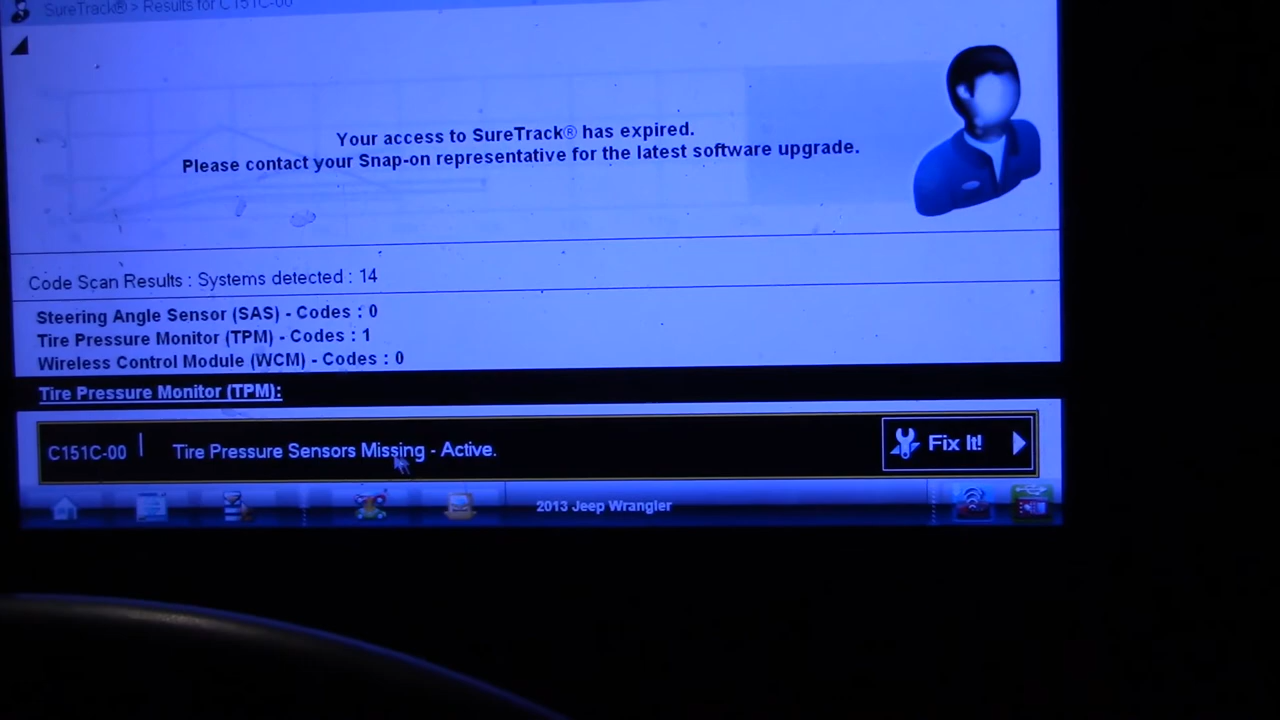 SureTrack® > Results for C151C-00
Your access to SureTrack® has expired.
Please contact your Snap-on representative for the latest software upgrade.
Code Scan Results : Systems detected : 14
Steering Angle Sensor (SAS) - Codes : 0
Tire Pressure Monitor (TPM) - Codes : 1
Wireless Control Module (WCM) - Codes : 0
Tire Pressure Monitor (TPM):
C151C-00 Tire Pressure Sensors Missing - Active. Fix It!
2013 Jeep Wrangler